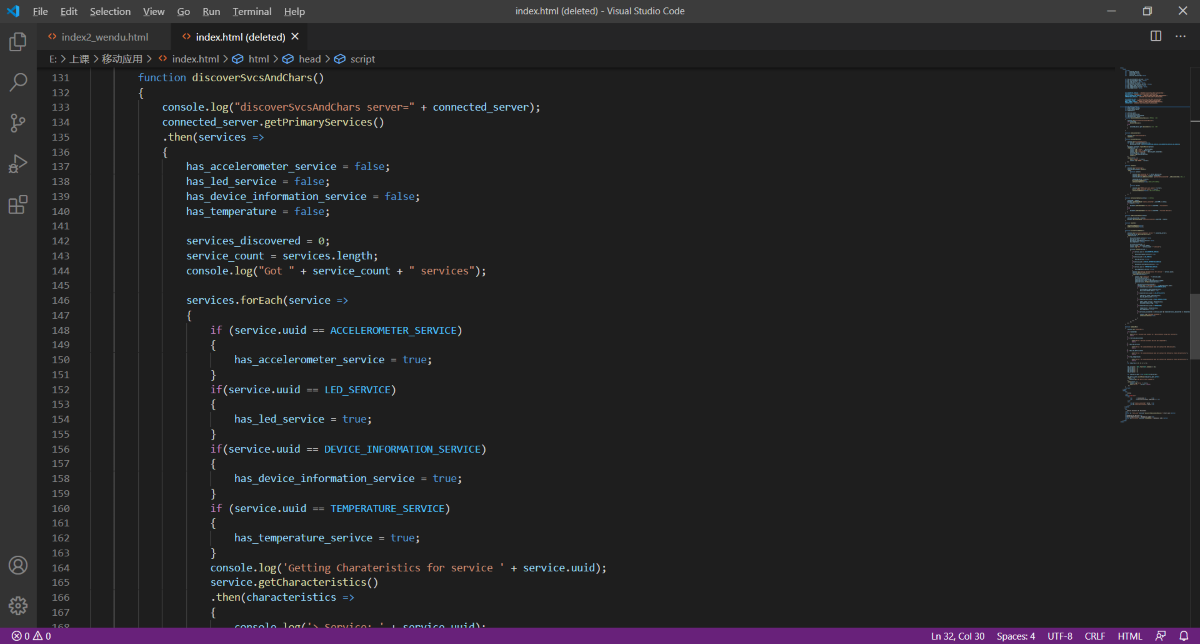 File Edit Selection View Go Run Terminal Help index.html (deleted) - Visual Studio Code
index2_wendu.html index.html (deleted)
E: > 上课 > 移动应用 > index.html > html > head > script
131 function discoverSvcsAndChars()
132 {
133 console.log("discoverSvcsAndChars server=" + connected_server);
134 connected_server.getPrimaryServices()
135 .then(services =>
136 {
137 has_accelerometer_service = false;
138 has_led_service = false;
139 has_device_information_service = false;
140 has_temperature = false;
141
142 services_discovered = 0;
143 service_count = services.length;
144 console.log("Got " + service_count + " services");
145
146 services.forEach(service =>
147 {
148 if (service.uuid == ACCELEROMETER_SERVICE)
149 {
150 has_accelerometer_service = true;
151 }
152 if(service.uuid == LED_SERVICE)
153 {
154 has_led_service = true;
155 }
156 if(service.uuid == DEVICE_INFORMATION_SERVICE)
157 {
158 has_device_information_service = true;
159 }
160 if (service.uuid == TEMPERATURE_SERVICE)
161 {
162 has_temperature_serivce = true;
163 }
164 console.log('Getting Charateristics for service ' + service.uuid);
165 service.getCharacteristics()
166 .then(characteristics =>
167 {
168 console.log('> Service: ' + service.uuid);
0 0 Ln 32, Col 30 Spaces: 4 UTF-8 CRLF HTML